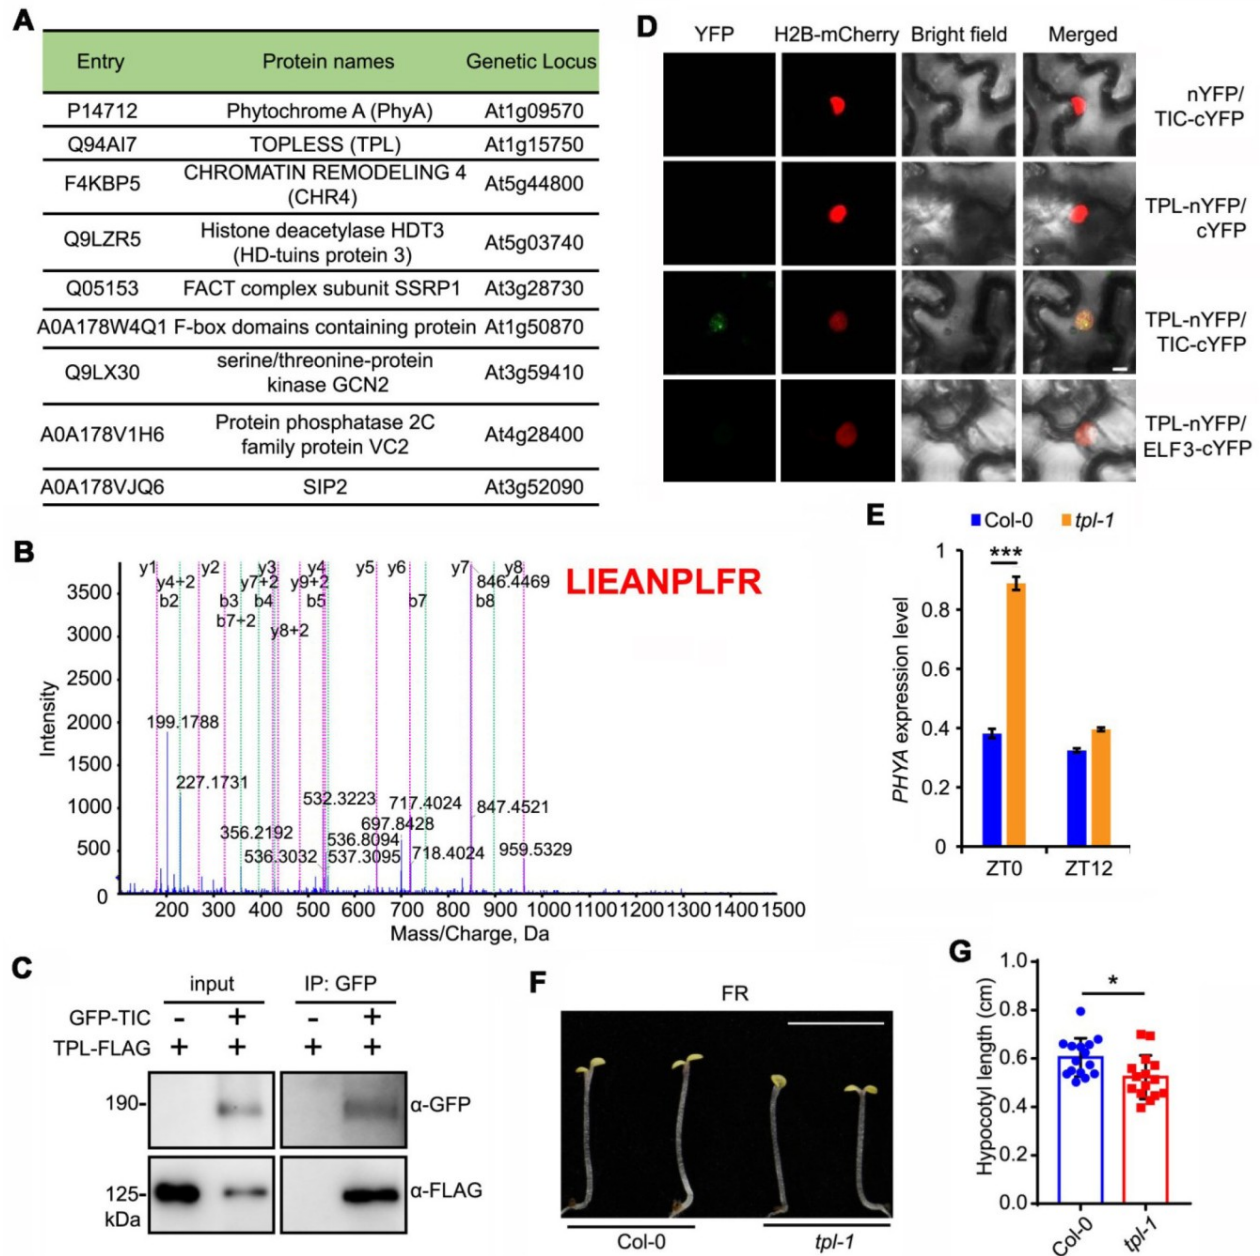 A
Entry Protein names Genetic Locus
P14712 Phytochrome A (PhyA) At1g09570
Q94AI7 TOPLESS (TPL) At1g15750
F4KBP5 CHROMATIN REMODELING 4 (CHR4) At5g44800
Q9LZR5 Histone deacetylase HDT3 (HD-tuins protein 3) At5g03740
Q05153 FACT complex subunit SSRP1 At3g28730
A0A178W4Q1 F-box domains containing protein At1g50870
Q9LX30 serine/threonine-protein kinase GCN2 At3g59410
A0A178V1H6 Protein phosphatase 2C family protein VC2 At4g28400
A0A178VJQ6 SIP2 At3g52090
B
y1 y2 y3 y4 y5 y6 y7 y8
y4+2 y7+2 y9+2 846.4469
b2 b3 b4 b5 b7 b8
b7+2
y8+2
LIEANPLFR
3500
3000
2500
2000
1500
1000
500
0
Intensity
199.1788
227.1731
532.3223 717.4024 847.4521
356.2192 697.8428
536.8094
536.3032 537.3095 718.4024 959.5329
200 300 400 500 600 700 800 900 1000 1100 1200 1300 1400 1500
Mass/Charge, Da
C
input IP: GFP
GFP-TIC - + - +
TPL-FLAG + + + +
190- α-GFP
125- α-FLAG
kDa
D
YFP H2B-mCherry Bright field Merged
nYFP/
TIC-cYFP
TPL-nYFP/
cYFP
TPL-nYFP/
TIC-cYFP
TPL-nYFP/
ELF3-cYFP
E
Col-0 tpl-1
***
1
0.8
0.6
0.4
0.2
0
PHYA expression level
ZT0 ZT12
F
FR
Col-0 tpl-1
G
*
1.0
0.8
0.6
0.4
0.2
0.0
Hypocotyl length (cm)
Col-0 tpl-1